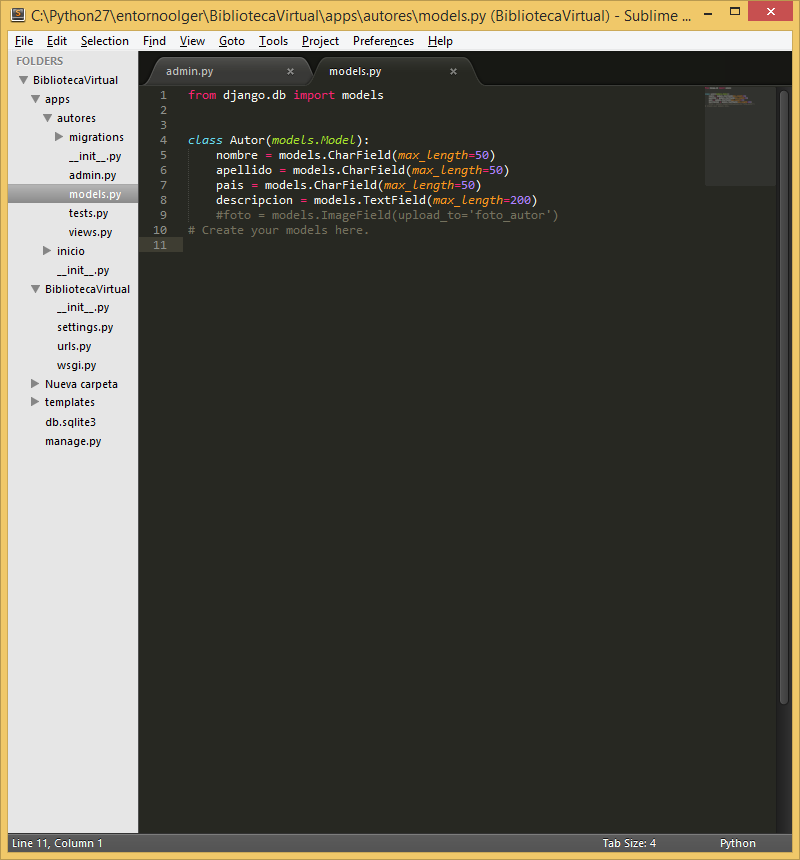 C:\Python27\entornoolger\BibliotecaVirtual\apps\autores\models.py (BibliotecaVirtual) - Sublime ...
File Edit Selection Find View Goto Tools Project Preferences Help
FOLDERS
BibliotecaVirtual
apps
autores
migrations
__init__.py
admin.py
models.py
tests.py
views.py
inicio
__init__.py
BibliotecaVirtual
__init__.py
settings.py
urls.py
wsgi.py
Nueva carpeta
templates
db.sqlite3
manage.py
admin.py × models.py ×
1 from django.db import models
2
3
4 class Autor(models.Model):
5 nombre = models.CharField(max_length=50)
6 apellido = models.CharField(max_length=50)
7 pais = models.CharField(max_length=50)
8 descripcion = models.TextField(max_length=200)
9 #foto = models.ImageField(upload_to='foto_autor')
10 # Create your models here.
11
Line 11, Column 1 Tab Size: 4 Python